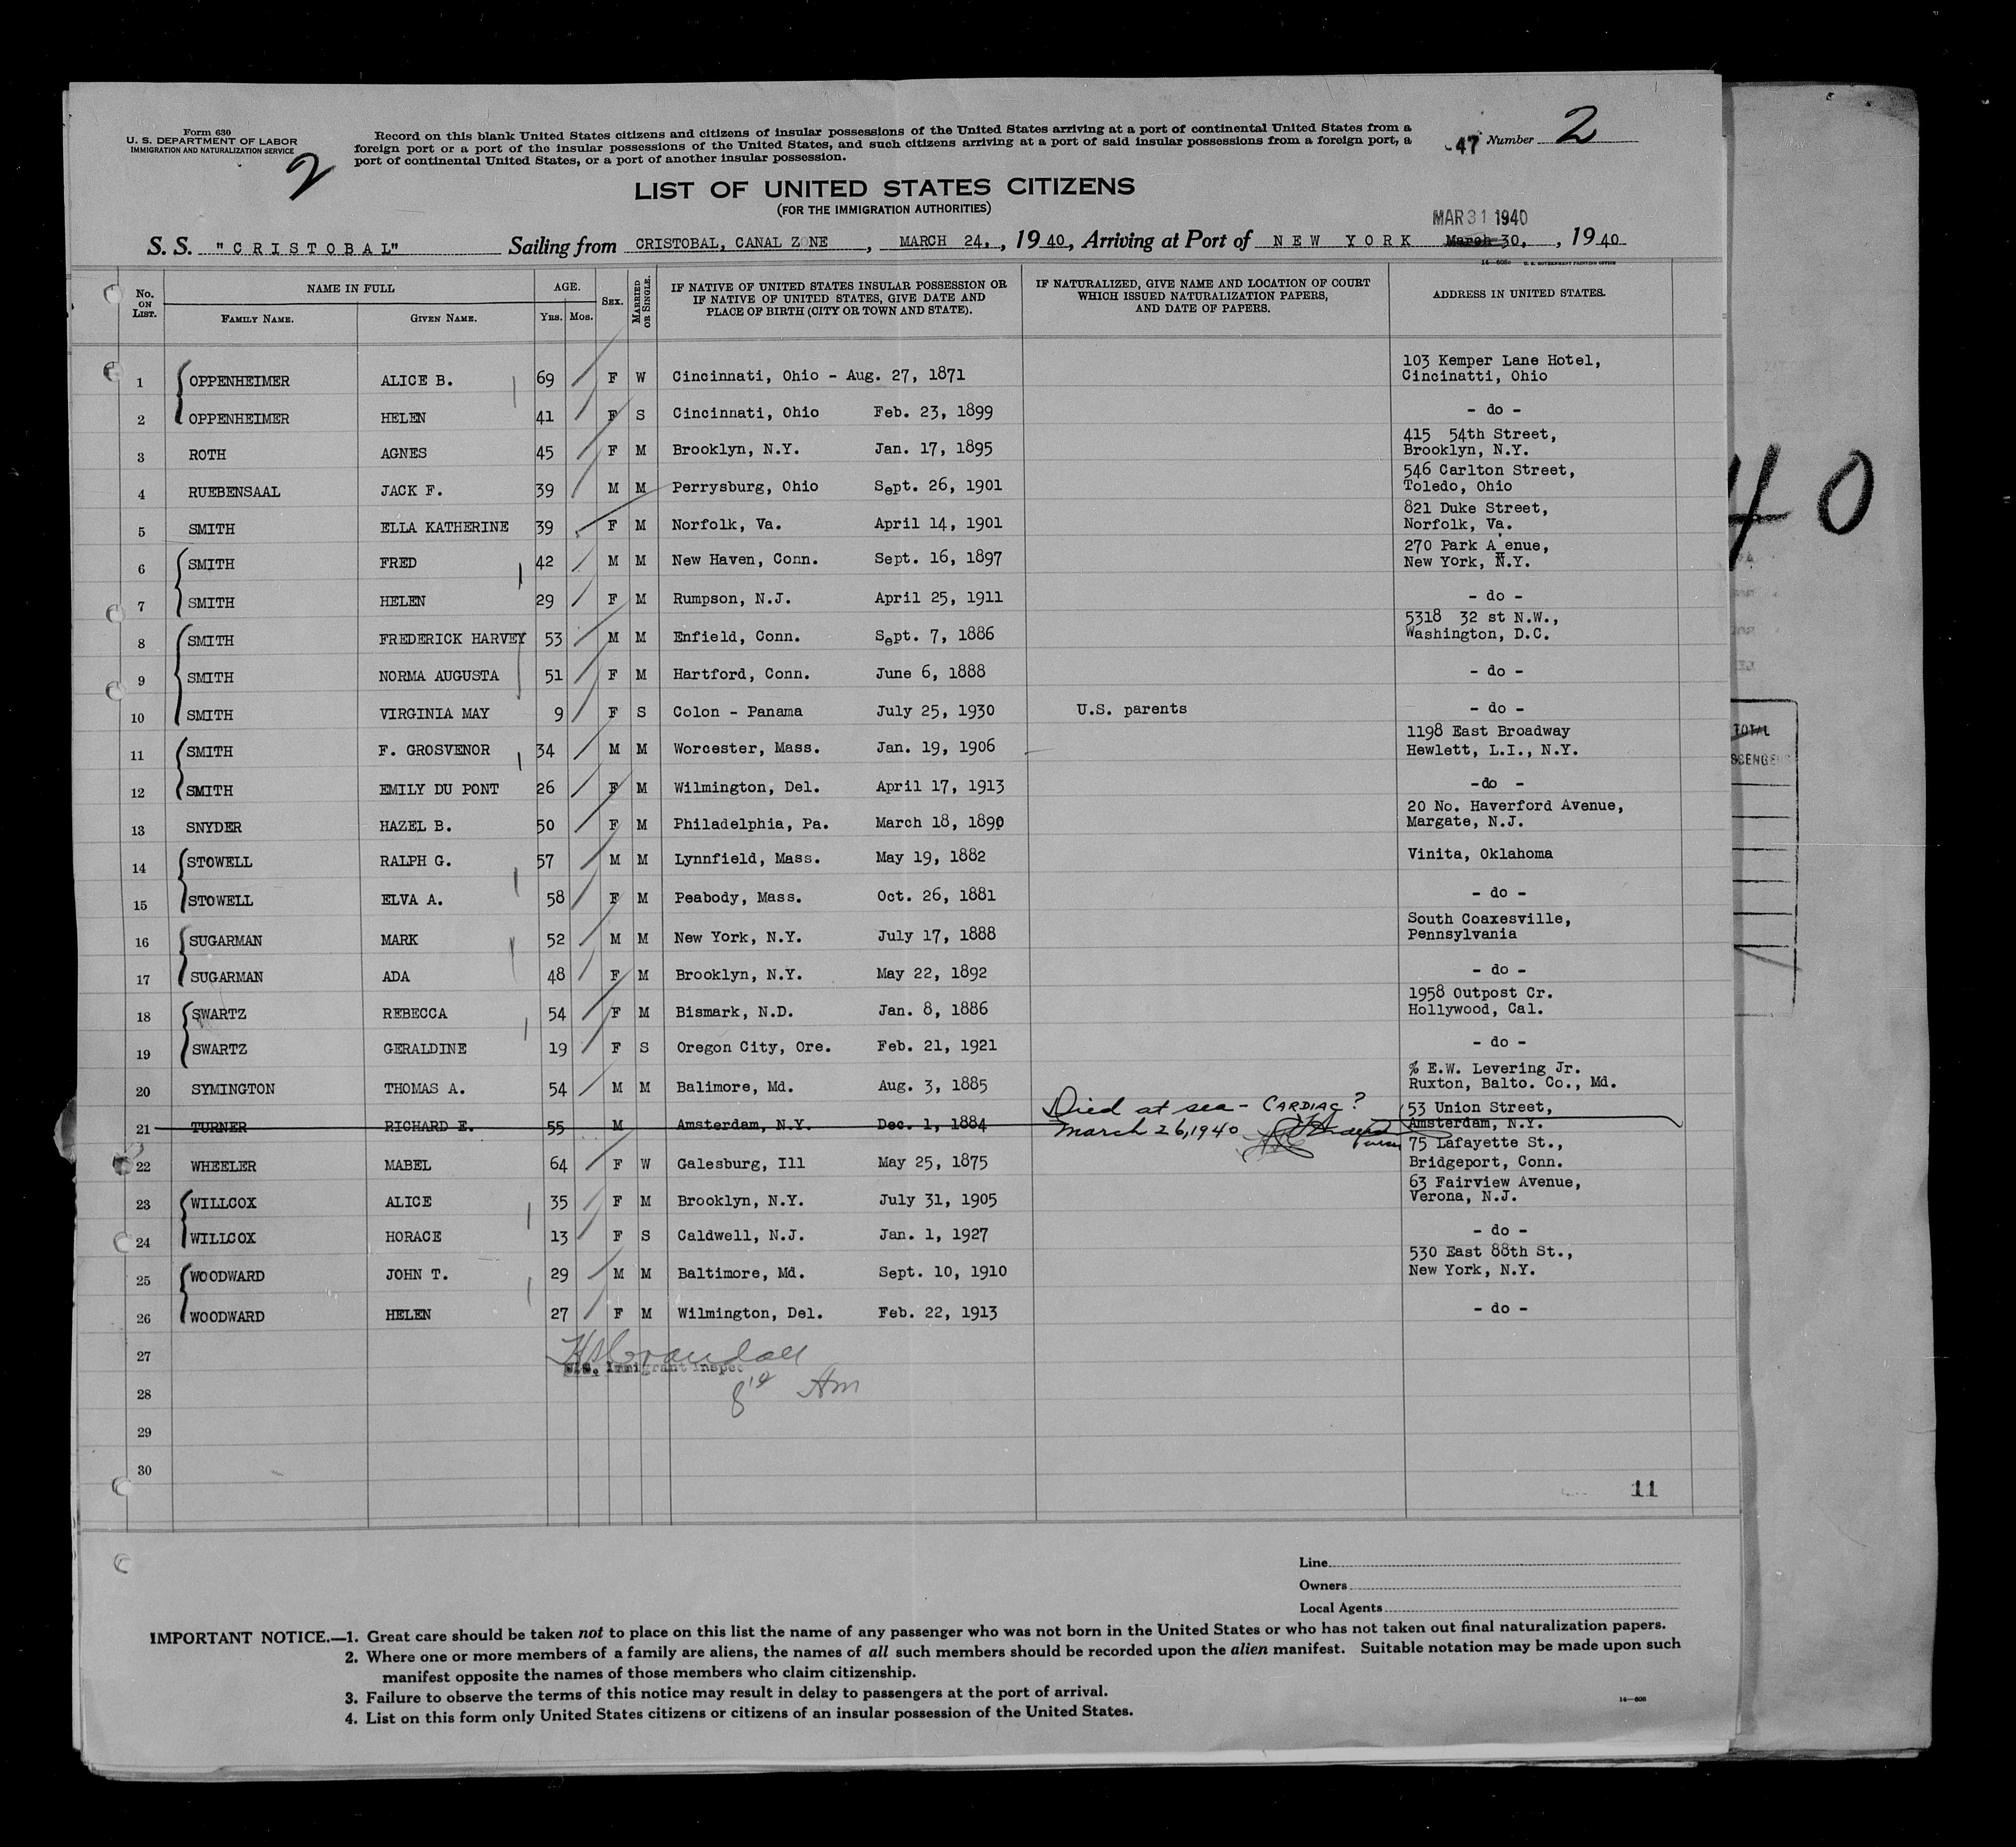 Form 630
U. S. DEPARTMENT OF LABOR
IMMIGRATION AND NATURALIZATION SERVICE
2
Record on this blank United States citizens and citizens of insular possessions of the United States arriving at a port of continental United States from a
foreign port or a port of the insular possessions of the United States, and such citizens arriving at a port of said insular possessions from a foreign port, a
port of continental United States, or a port of another insular possession.
47 Number 2
LIST OF UNITED STATES CITIZENS
(FOR THE IMMIGRATION AUTHORITIES)
MAR 31 1940
S. S. "CRISTOBAL" Sailing from CRISTOBAL, CANAL ZONE, MARCH 24, , 1940, Arriving at Port of NEW YORK March 30, , 1940
14—608c U. S. GOVERNMENT PRINTING OFFICE
No. ON LIST. NAME IN FULL FAMILY NAME. GIVEN NAME. AGE. YRS. MOS. SEX. MARRIED OR SINGLE. IF NATIVE OF UNITED STATES INSULAR POSSESSION OR IF NATIVE OF UNITED STATES, GIVE DATE AND PLACE OF BIRTH (CITY OR TOWN AND STATE). IF NATURALIZED, GIVE NAME AND LOCATION OF COURT WHICH ISSUED NATURALIZATION PAPERS, AND DATE OF PAPERS. ADDRESS IN UNITED STATES.
1 OPPENHEIMER ALICE B. 69 F W Cincinnati, Ohio - Aug. 27, 1871 103 Kemper Lane Hotel, Cincinatti, Ohio
2 OPPENHEIMER HELEN 41 F S Cincinnati, Ohio Feb. 23, 1899 - do -
3 ROTH AGNES 45 F M Brooklyn, N.Y. Jan. 17, 1895 415 54th Street, Brooklyn, N.Y.
4 RUEBENSAAL JACK F. 39 M M Perrysburg, Ohio Sept. 26, 1901 546 Carlton Street, Toledo, Ohio
5 SMITH ELLA KATHERINE 39 F M Norfolk, Va. April 14, 1901 821 Duke Street, Norfolk, Va.
6 SMITH FRED 42 M M New Haven, Conn. Sept. 16, 1897 270 Park A enue, New York, N.Y.
7 SMITH HELEN 29 F M Rumpson, N.J. April 25, 1911 - do -
8 SMITH FREDERICK HARVEY 53 M M Enfield, Conn. Sept. 7, 1886 5318 32 st N.W., Washington, D.C.
9 SMITH NORMA AUGUSTA 51 F M Hartford, Conn. June 6, 1888 - do -
10 SMITH VIRGINIA MAY 9 F S Colon - Panama July 25, 1930 U.S. parents - do -
11 SMITH F. GROSVENOR 34 M M Worcester, Mass. Jan. 19, 1906 1198 East Broadway Hewlett, L.I., N.Y.
12 SMITH EMILY DU PONT 26 F M Wilmington, Del. April 17, 1913 -do -
13 SNYDER HAZEL B. 50 F M Philadelphia, Pa. March 18, 1890 20 No. Haverford Avenue, Margate, N.J.
14 STOWELL RALPH G. 57 M M Lynnfield, Mass. May 19, 1882 Vinita, Oklahoma
15 STOWELL ELVA A. 58 F M Peabody, Mass. Oct. 26, 1881 - do -
16 SUGARMAN MARK 52 M M New York, N.Y. July 17, 1888 South Coaxesville, Pennsylvania
17 SUGARMAN ADA 48 F M Brooklyn, N.Y. May 22, 1892 - do -
18 SWARTZ REBECCA 54 F M Bismark, N.D. Jan. 8, 1886 1958 Outpost Cr. Hollywood, Cal.
19 SWARTZ GERALDINE 19 F S Oregon City, Ore. Feb. 21, 1921 - do -
20 SYMINGTON THOMAS A. 54 M M Balimore, Md. Aug. 3, 1885 % E.W. Levering Jr. Ruxton, Balto. Co., Md.
21 TURNER RICHARD E. 55 M Amsterdam, N.Y. Dec. 1, 1884 Died at sea - CARDIAC? March 26, 1940 53 Union Street, Amsterdam, N.Y.
22 WHEELER MABEL 64 F W Galesburg, Ill May 25, 1875 75 Lafayette St., Bridgeport, Conn.
23 WILLCOX ALICE 35 F M Brooklyn, N.Y. July 31, 1905 63 Fairview Avenue, Verona, N.J.
24 WILLCOX HORACE 13 F S Caldwell, N.J. Jan. 1, 1927 - do -
25 WOODWARD JOHN T. 29 M M Baltimore, Md. Sept. 10, 1910 530 East 88th St., New York, N.Y.
26 WOODWARD HELEN 27 F M Wilmington, Del. Feb. 22, 1913 - do -
27
U.S. Immigrant Inspec
28
29
30
11
Line
Owners
Local Agents
IMPORTANT NOTICE.—1. Great care should be taken not to place on this list the name of any passenger who was not born in the United States or who has not taken out final naturalization papers.
2. Where one or more members of a family are aliens, the names of all such members should be recorded upon the alien manifest. Suitable notation may be made upon such
manifest opposite the names of those members who claim citizenship.
3. Failure to observe the terms of this notice may result in delay to passengers at the port of arrival.
4. List on this form only United States citizens or citizens of an insular possession of the United States.
14—608
40
TOTAL